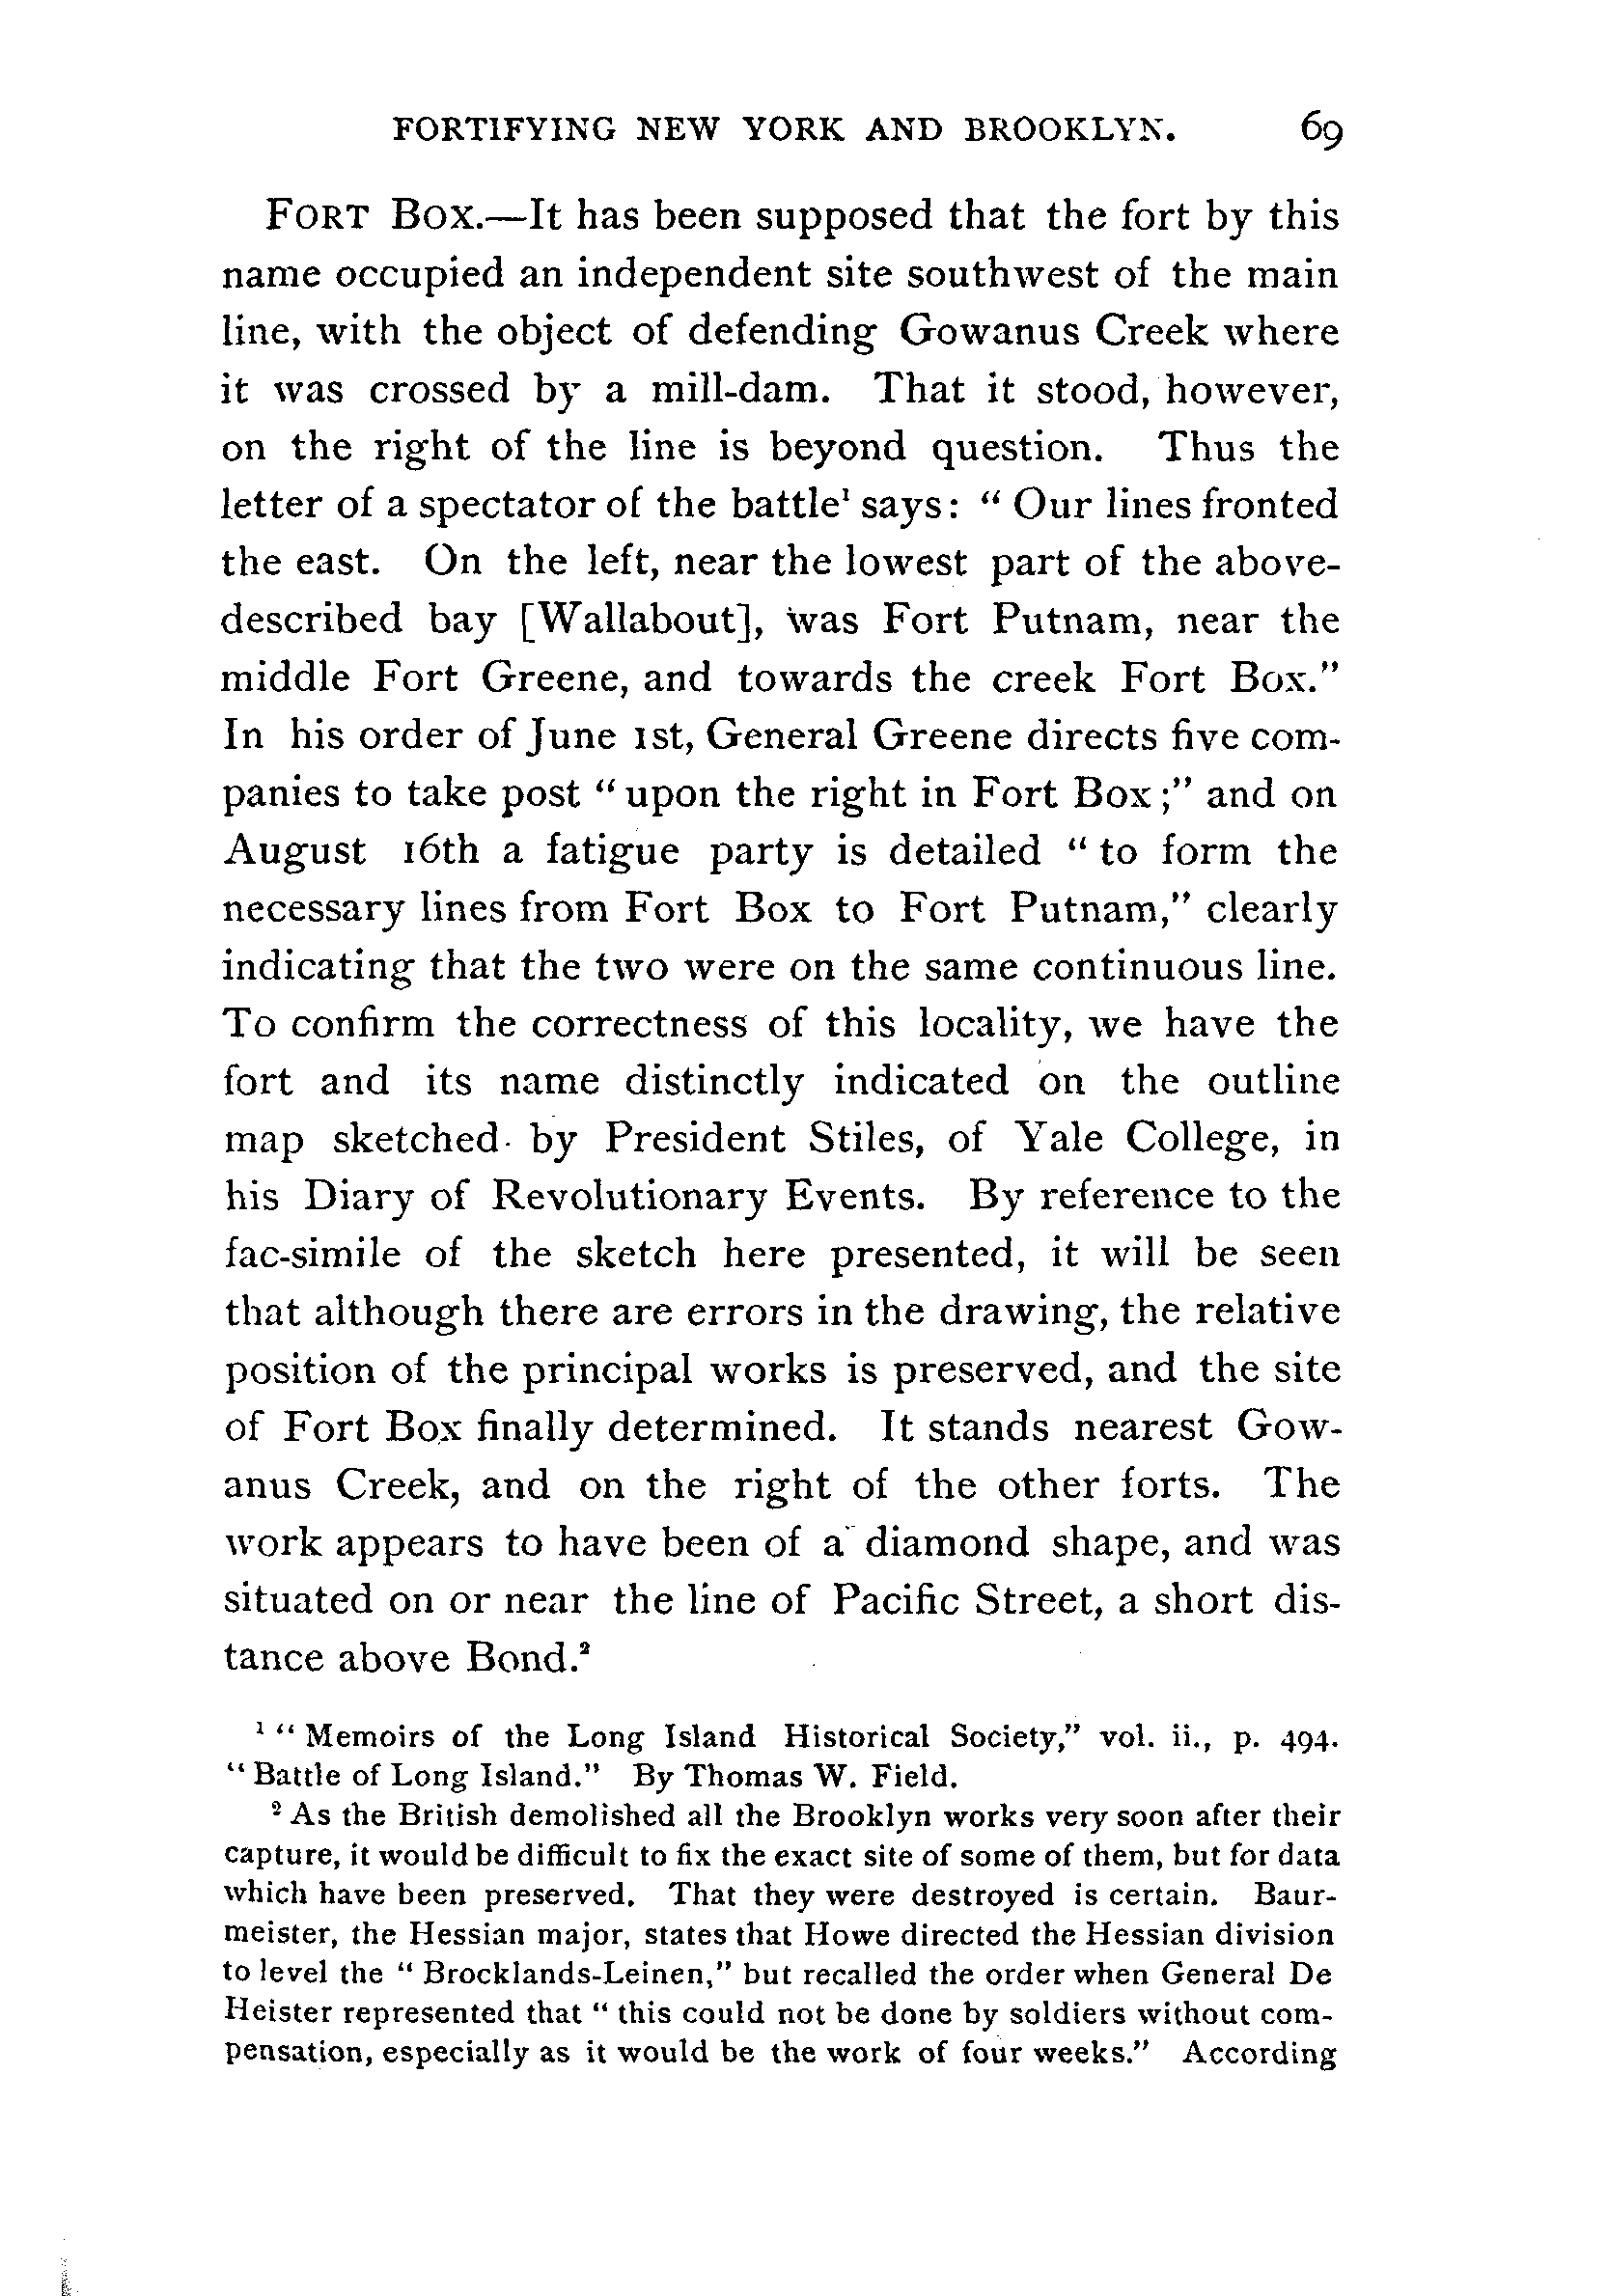 FORTIFYING NEW YORK AND BROOKLYN. 69
FORT BOX.—It has been supposed that the fort by this
name occupied an independent site southwest of the main
line, with the object of defending Gowanus Creek where
it was crossed by a mill-dam. That it stood, however,
on the right of the line is beyond question. Thus the
letter of a spectator of the battle¹ says: “Our lines fronted
the east. On the left, near the lowest part of the above-
described bay [Wallabout], was Fort Putnam, near the
middle Fort Greene, and towards the creek Fort Box.”
In his order of June 1st, General Greene directs five com-
panies to take post “upon the right in Fort Box;” and on
August 16th a fatigue party is detailed “to form the
necessary lines from Fort Box to Fort Putnam,” clearly
indicating that the two were on the same continuous line.
To confirm the correctness of this locality, we have the
fort and its name distinctly indicated on the outline
map sketched by President Stiles, of Yale College, in
his Diary of Revolutionary Events. By reference to the
fac-simile of the sketch here presented, it will be seen
that although there are errors in the drawing, the relative
position of the principal works is preserved, and the site
of Fort Box finally determined. It stands nearest Gow-
anus Creek, and on the right of the other forts. The
work appears to have been of a diamond shape, and was
situated on or near the line of Pacific Street, a short dis-
tance above Bond.²
¹ “Memoirs of the Long Island Historical Society,” vol. ii., p. 494.
“Battle of Long Island.” By Thomas W. Field.
² As the British demolished all the Brooklyn works very soon after their
capture, it would be difficult to fix the exact site of some of them, but for data
which have been preserved. That they were destroyed is certain. Baur-
meister, the Hessian major, states that Howe directed the Hessian division
to level the “Brocklands-Leinen,” but recalled the order when General De
Heister represented that “this could not be done by soldiers without com-
pensation, especially as it would be the work of four weeks.” According